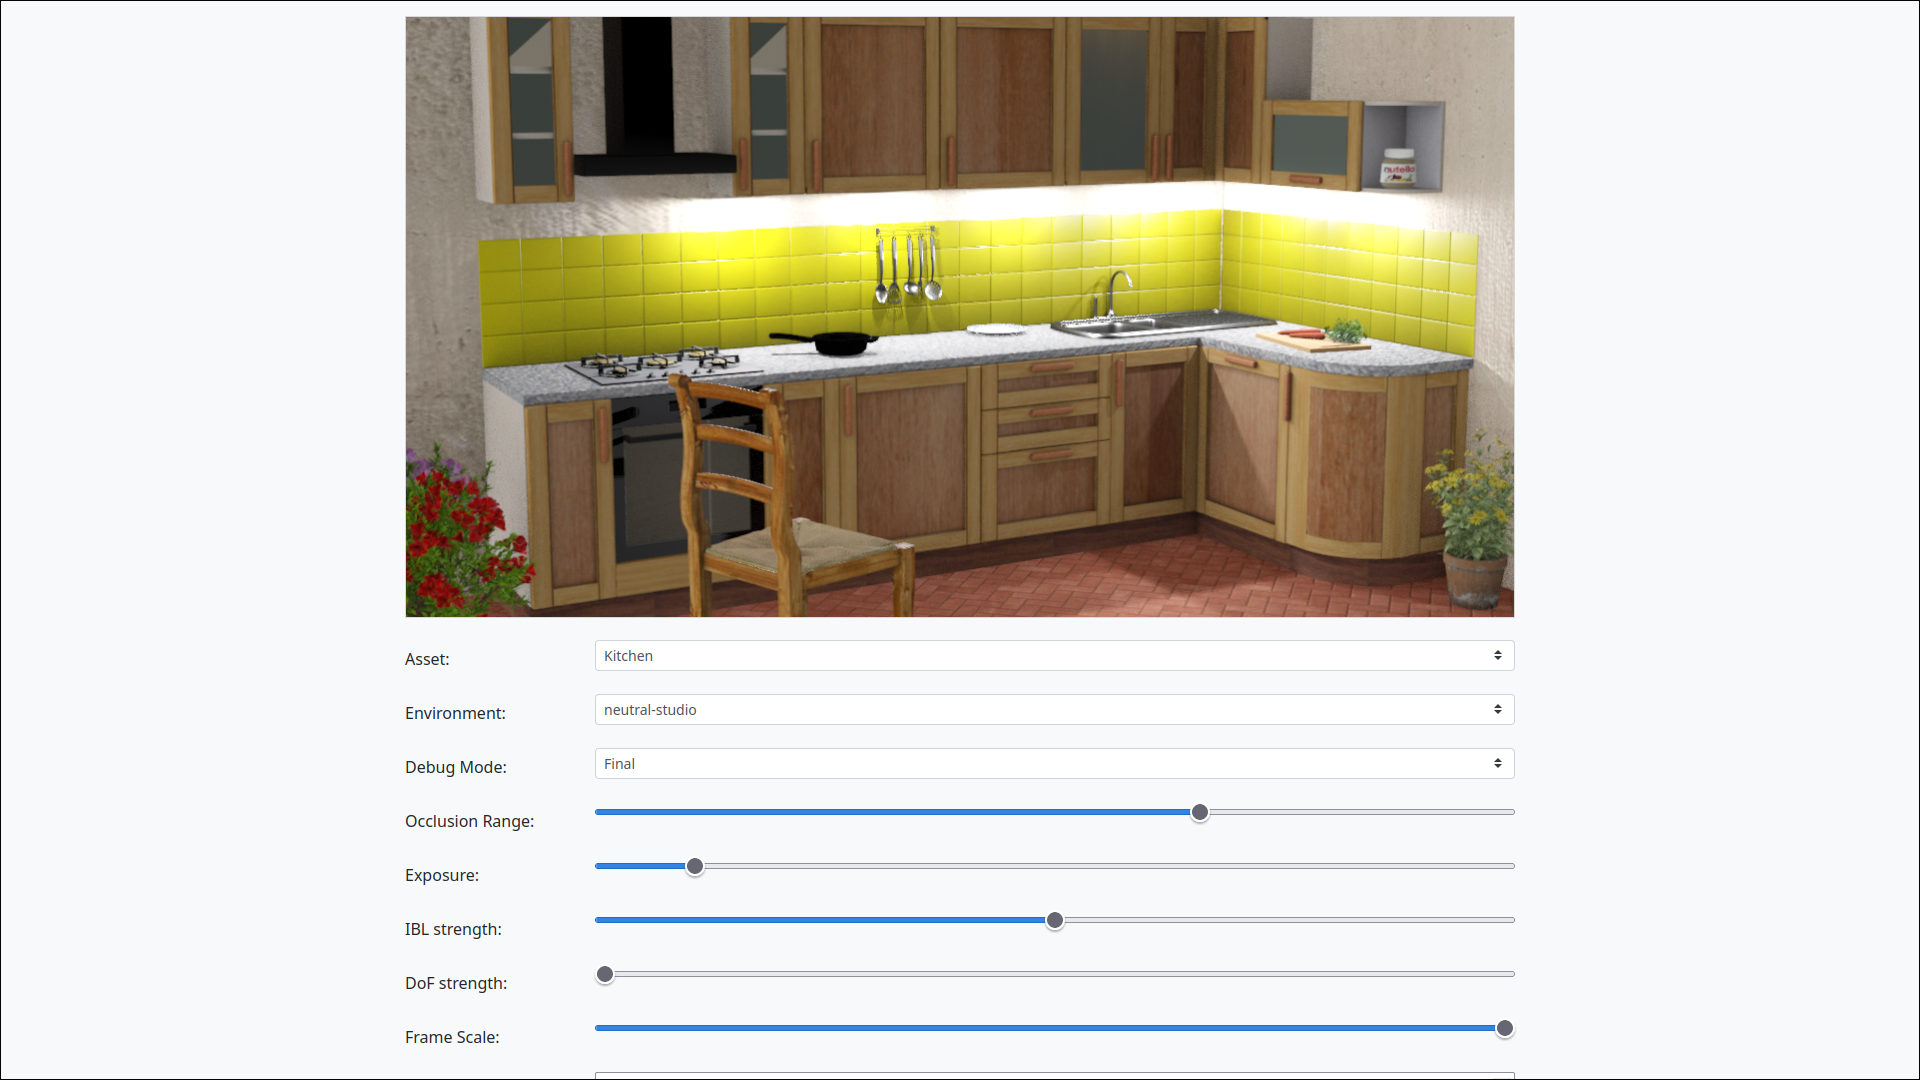 nutella
Asset:
Kitchen
Environment:
neutral-studio
Debug Mode:
Final
Occlusion Range:
Exposure:
IBL strength:
DoF strength:
Frame Scale: